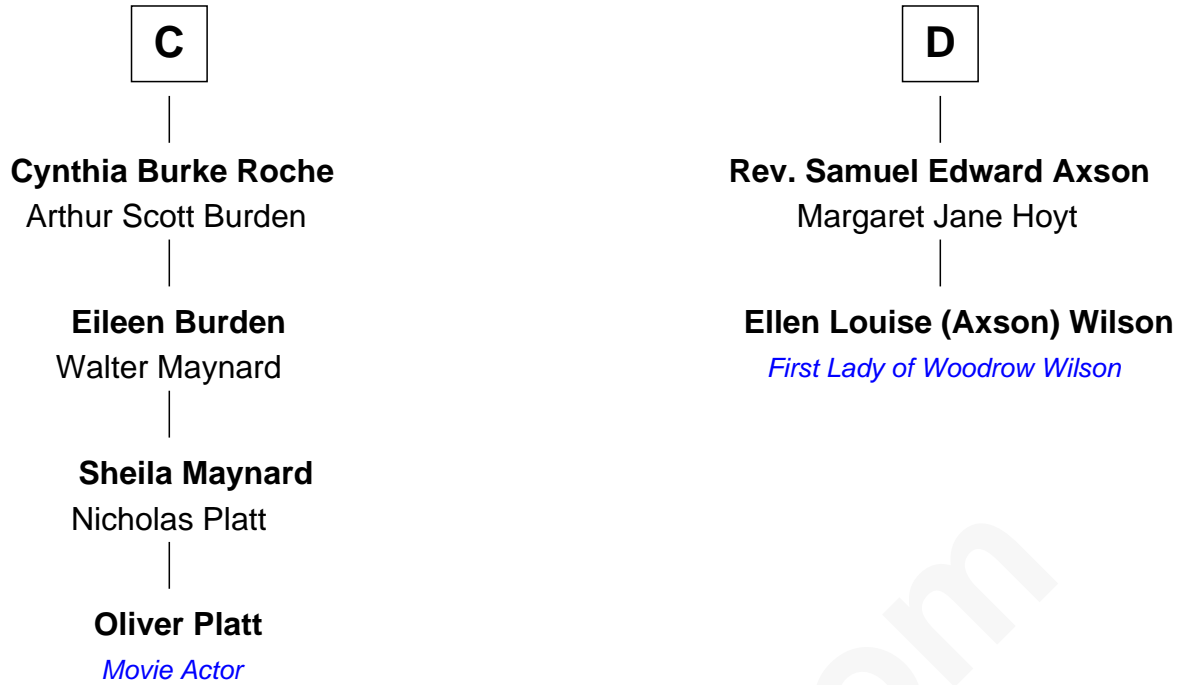 C
Cynthia Burke Roche
Arthur Scott Burden
Eileen Burden
Walter Maynard
Sheila Maynard
Nicholas Platt
Oliver Platt
Movie Actor
D
Rev. Samuel Edward Axson
Margaret Jane Hoyt
Ellen Louise (Axson) Wilson
First Lady of Woodrow Wilson
om